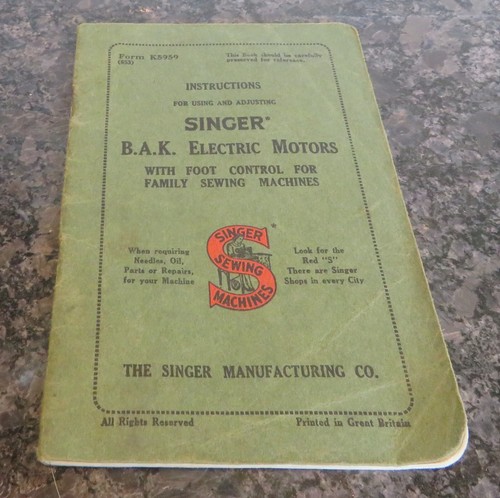 Form K5959
(852)
This Book should be carefully
preserved for reference.
INSTRUCTIONS
FOR USING AND ADJUSTING
SINGER*
B.A.K. ELECTRIC MOTORS
WITH FOOT CONTROL FOR
FAMILY SEWING MACHINES
When requiring
Needles, Oil,
Parts or Repairs,
for your Machine
SINGER
SEWING
MACHINES
*
Look for the
Red "S"
There are Singer
Shops in every City
THE SINGER MANUFACTURING CO.
All Rights Reserved
Printed in Great Britain